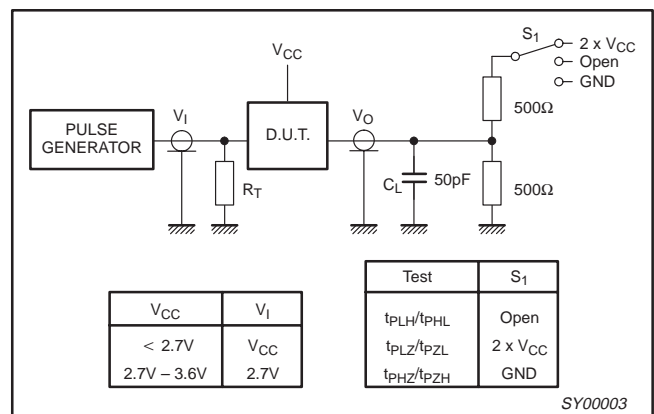 S1
2 x VCC
Open
GND
VCC
500Ω
PULSE
GENERATOR
VI
D.U.T.
VO
RT
CL
50pF
500Ω
VCC VI
< 2.7V VCC
2.7V – 3.6V 2.7V
Test S1
tPLH/tPHL Open
tPLZ/tPZL 2 x VCC
tPHZ/tPZH GND
SY00003